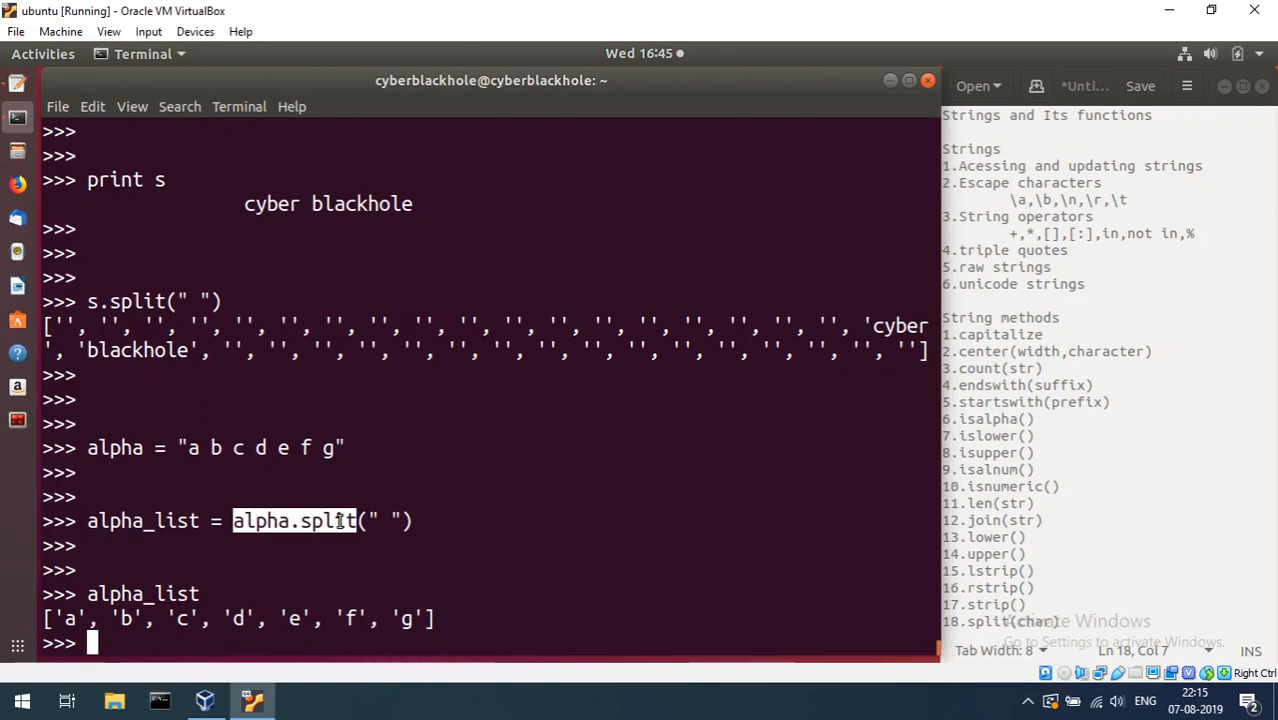 ubuntu [Running] - Oracle VM VirtualBox
File Machine View Input Devices Help
Activities Terminal Wed 16:45
cyberblackhole@cyberblackhole: ~
File Edit View Search Terminal Help
>>>
>>>
>>> print s
cyber blackhole
>>>
>>>
>>>
>>> s.split(" ")
['', '', '', '', '', '', '', '', '', '', '', '', '', '', '', '', '', '', 'cyber
', 'blackhole', '', '', '', '', '', '', '', '', '', '', '', '', '', '', '', '']
>>>
>>>
>>>
>>> alpha = "a b c d e f g"
>>>
>>>
>>> alpha_list = alpha.split(" ")
>>>
>>>
>>> alpha_list
['a', 'b', 'c', 'd', 'e', 'f', 'g']
>>>
Open *Unti... Save
Strings and Its functions
Strings
1.Acessing and updating strings
2.Escape characters
\a,\b,\n,\r,\t
3.String operators
+,*,[],[:],in,not in,%
4.triple quotes
5.raw strings
6.unicode strings
String methods
1.capitalize
2.center(width,character)
3.count(str)
4.endswith(suffix)
5.startswith(prefix)
6.isalpha()
7.islower()
8.isupper()
9.isalnum()
10.isnumeric()
11.len(str)
12.join(str)
13.lower()
14.upper()
15.lstrip()
16.rstrip()
17.strip()
18.split(char)
Activate Windows
Go to Settings to activate Windows.
Tab Width: 8 Ln 18, Col 7 INS
Right Ctrl
ENG
22:15
07-08-2019
2